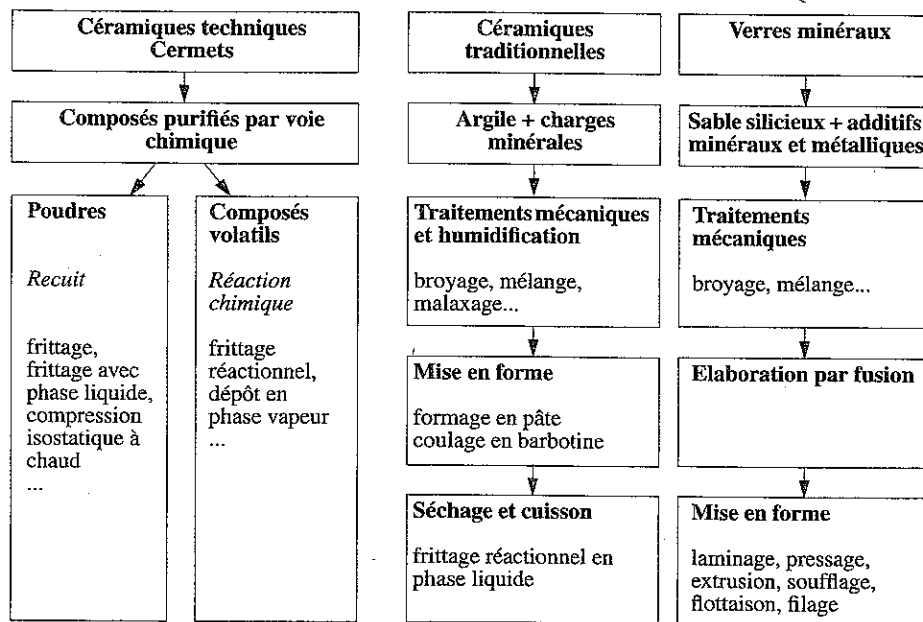 Céramiques techniques
Cermets
Composés purifiés par voie
chimique
Poudres
Recuit
frittage,
frittage avec
phase liquide,
compression
isostatique à
chaud
...
Composés
volatils
Réaction
chimique
frittage
réactionnel,
dépôt en
phase vapeur
...
Céramiques
traditionnelles
Argile + charges
minérales
Traitements mécaniques
et humidification
broyage, mélange,
malaxage...
Mise en forme
formage en pâte
coulage en barbotine
Séchage et cuisson
frittage réactionnel en
phase liquide
Verres minéraux
Sable silicieux + additifs
minéraux et métalliques
Traitements
mécaniques
broyage, mélange...
Elaboration par fusion
Mise en forme
laminage, pressage,
extrusion, soufflage,
flottaison, filage